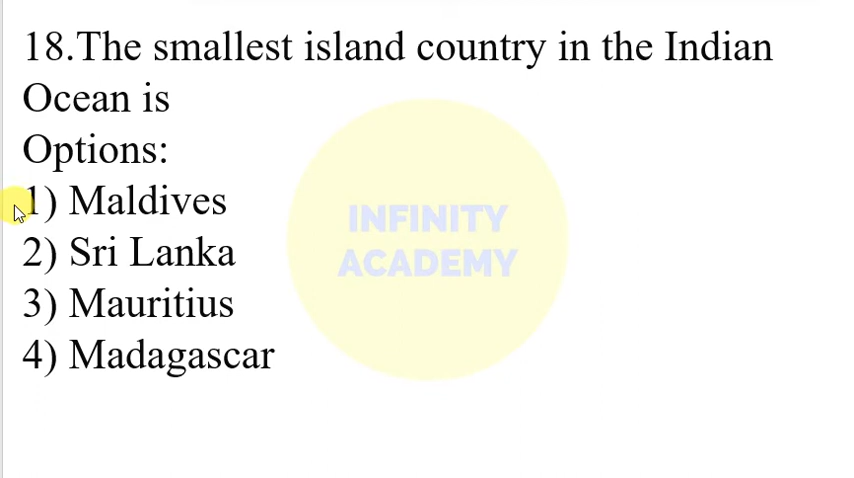 18.The smallest island country in the Indian
Ocean is
Options:
1) Maldives
2) Sri Lanka
3) Mauritius
4) Madagascar
INFINITY
ACADEMY